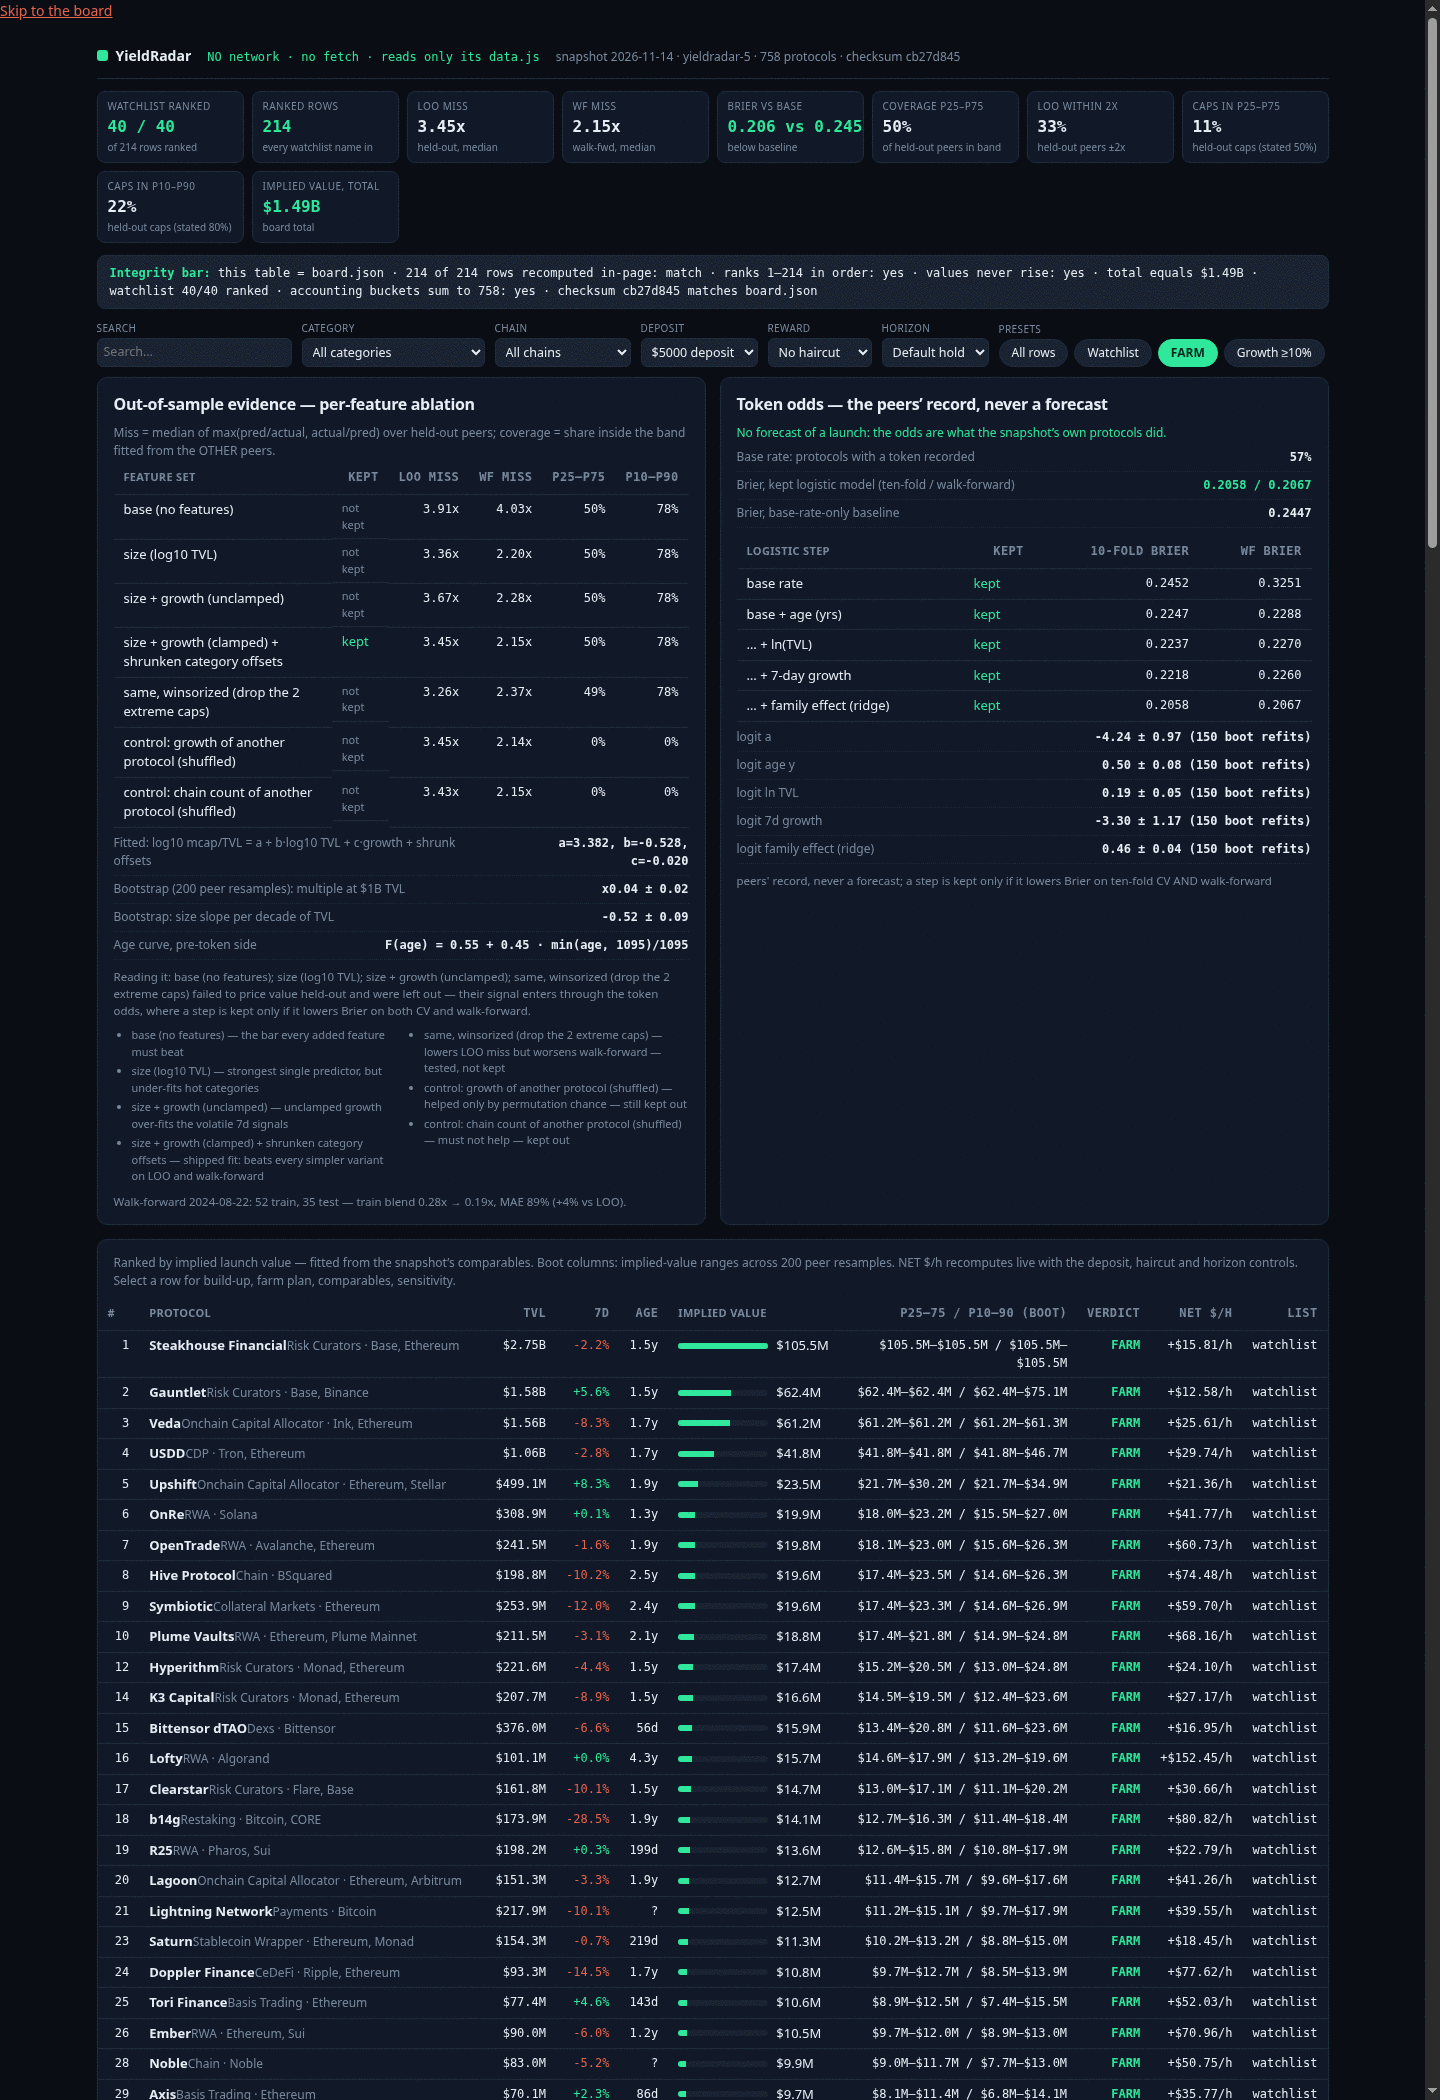 Skip to the board
YieldRadar NO network · no fetch · reads only its data.js snapshot 2026-11-14 · yieldradar-5 · 758 protocols · checksum cb27d845
WATCHLIST RANKED
40 / 40
of 214 rows ranked
RANKED ROWS
214
every watchlist name in
LOO MISS
3.45x
held-out, median
WF MISS
2.15x
walk-fwd, median
BRIER VS BASE
0.206 vs 0.245
below baseline
COVERAGE P25–P75
50%
of held-out peers in band
LOO WITHIN 2X
33%
held-out peers ±2x
CAPS IN P25–P75
11%
held-out caps (stated 50%)
CAPS IN P10–P90
22%
held-out caps (stated 80%)
IMPLIED VALUE, TOTAL
$1.49B
board total
Integrity bar: this table = board.json · 214 of 214 rows recomputed in-page: match · ranks 1–214 in order: yes · values never rise: yes · total equals $1.49B ·
watchlist 40/40 ranked · accounting buckets sum to 758: yes · checksum cb27d845 matches board.json
SEARCH CATEGORY CHAIN DEPOSIT REWARD HORIZON PRESETS
Search... All categories All chains $5000 deposit No haircut Default hold All rows Watchlist FARM Growth ≥10%
Out-of-sample evidence — per-feature ablation
Miss = median of max(pred/actual, actual/pred) over held-out peers; coverage = share inside the band
fitted from the OTHER peers.
FEATURE SET KEPT LOO MISS WF MISS P25–P75 P10–P90
base (no features) not kept 3.91x 4.03x 50% 78%
size (log10 TVL) not kept 3.36x 2.20x 50% 78%
size + growth (unclamped) not kept 3.67x 2.28x 50% 78%
size + growth (clamped) + kept 3.45x 2.15x 50% 78%
shrunken category offsets
same, winsorized (drop the 2 not kept 3.26x 2.37x 49% 78%
extreme caps)
control: growth of another not kept 3.45x 2.14x 0% 0%
protocol (shuffled)
control: chain count of another not kept 3.43x 2.15x 0% 0%
protocol (shuffled)
Fitted: log10 mcap/TVL = a + b·log10 TVL + c·growth + shrunk a=3.382, b=-0.528,
offsets c=-0.020
Bootstrap (200 peer resamples): multiple at $1B TVL x0.04 ± 0.02
Bootstrap: size slope per decade of TVL -0.52 ± 0.09
Age curve, pre-token side F(age) = 0.55 + 0.45 · min(age, 1095)/1095
Reading it: base (no features); size (log10 TVL); size + growth (unclamped); same, winsorized (drop the 2
extreme caps) failed to price value held-out and were left out — their signal enters through the token
odds, where a step is kept only if it lowers Brier on both CV and walk-forward.
• base (no features) — the bar every added feature
must beat
• size (log10 TVL) — strongest single predictor, but
under-fits hot categories
• size + growth (unclamped) — unclamped growth
over-fits the volatile 7d signals
• size + growth (clamped) + shrunken category
offsets — shipped fit: beats every simpler variant
on LOO and walk-forward
• same, winsorized (drop the 2 extreme caps) —
lowers LOO miss but worsens walk-forward —
tested, not kept
• control: growth of another protocol (shuffled) —
helped only by permutation chance — still kept out
• control: chain count of another protocol (shuffled)
— must not help — kept out
Walk-forward 2024-08-22: 52 train, 35 test — train blend 0.28x → 0.19x, MAE 89% (+4% vs LOO).
Token odds — the peers’ record, never a forecast
No forecast of a launch: the odds are what the snapshot’s own protocols did.
Base rate: protocols with a token recorded 57%
Brier, kept logistic model (ten-fold / walk-forward) 0.2058 / 0.2067
Brier, base-rate-only baseline 0.2447
LOGISTIC STEP KEPT 10-FOLD BRIER WF BRIER
base rate kept 0.2452 0.3251
base + age (yrs) kept 0.2247 0.2288
... + ln(TVL) kept 0.2237 0.2270
... + 7-day growth kept 0.2218 0.2260
... + family effect (ridge) kept 0.2058 0.2067
logit a -4.24 ± 0.97 (150 boot refits)
logit age y 0.50 ± 0.08 (150 boot refits)
logit ln TVL 0.19 ± 0.05 (150 boot refits)
logit 7d growth -3.30 ± 1.17 (150 boot refits)
logit family effect (ridge) 0.46 ± 0.04 (150 boot refits)
peers' record, never a forecast; a step is kept only if it lowers Brier on ten-fold CV AND walk-forward
Ranked by implied launch value — fitted from the snapshot’s comparables. Boot columns: implied-value ranges across 200 peer resamples. NET $/h recomputes live with the deposit, haircut and horizon controls.
Select a row for build-up, farm plan, comparables, sensitivity.
# PROTOCOL TVL 7D AGE IMPLIED VALUE P25–75 / P10–90 (BOOT) VERDICT NET $/H LIST
1 Steakhouse FinancialRisk Curators · Base, Ethereum $2.75B -2.2% 1.5y $105.5M $105.5M–$105.5M / $105.5M– FARM +$15.81/h watchlist
$105.5M
2 GauntletRisk Curators · Base, Binance $1.58B +5.6% 1.5y $62.4M $62.4M–$62.4M / $62.4M–$75.1M FARM +$12.58/h watchlist
3 VedaOnchain Capital Allocator · Ink, Ethereum $1.56B -8.3% 1.7y $61.2M $61.2M–$61.2M / $61.2M–$61.3M FARM +$25.61/h watchlist
4 USDDCDP · Tron, Ethereum $1.06B -2.8% 1.7y $41.8M $41.8M–$41.8M / $41.8M–$46.7M FARM +$29.74/h watchlist
5 UpshiftOnchain Capital Allocator · Ethereum, Stellar $499.1M +8.3% 1.9y $23.5M $21.7M–$30.2M / $21.7M–$34.9M FARM +$21.36/h watchlist
6 OnReRWA · Solana $308.9M +0.1% 1.3y $19.9M $18.0M–$23.2M / $15.5M–$27.0M FARM +$41.77/h watchlist
7 OpenTradeRWA · Avalanche, Ethereum $241.5M -1.6% 1.9y $19.8M $18.1M–$23.0M / $15.6M–$26.3M FARM +$60.73/h watchlist
8 Hive ProtocolChain · BSquared $198.8M -10.2% 2.5y $19.6M $17.4M–$23.5M / $14.6M–$26.3M FARM +$74.48/h watchlist
9 SymbioticCollateral Markets · Ethereum $253.9M -12.0% 2.4y $19.6M $17.4M–$23.3M / $14.6M–$26.9M FARM +$59.70/h watchlist
10 Plume VaultsRWA · Ethereum, Plume Mainnet $211.5M -3.1% 2.1y $18.8M $17.4M–$21.8M / $14.9M–$24.8M FARM +$68.16/h watchlist
12 HyperithmRisk Curators · Monad, Ethereum $221.6M -4.4% 1.5y $17.4M $15.2M–$20.5M / $13.0M–$24.8M FARM +$24.10/h watchlist
14 K3 CapitalRisk Curators · Monad, Ethereum $207.7M -8.9% 1.5y $16.6M $14.5M–$19.5M / $12.4M–$23.6M FARM +$27.17/h watchlist
15 Bittensor dTAODexs · Bittensor $376.0M -6.6% 56d $15.9M $13.4M–$20.8M / $11.6M–$23.6M FARM +$16.95/h watchlist
16 LoftyRWA · Algorand $101.1M +0.0% 4.3y $15.7M $14.6M–$17.9M / $13.2M–$19.6M FARM +$152.45/h watchlist
17 ClearstarRisk Curators · Flare, Base $161.8M -10.1% 1.5y $14.7M $13.0M–$17.1M / $11.1M–$20.2M FARM +$30.66/h watchlist
18 b14gRestaking · Bitcoin, CORE $173.9M -28.5% 1.9y $14.1M $12.7M–$16.3M / $11.4M–$18.4M FARM +$80.82/h watchlist
19 R25RWA · Pharos, Sui $198.2M +0.3% 199d $13.6M $12.6M–$15.8M / $10.8M–$17.9M FARM +$22.79/h watchlist
20 LagoonOnchain Capital Allocator · Ethereum, Arbitrum $151.3M -3.3% 1.9y $12.7M $11.4M–$15.7M / $9.6M–$17.6M FARM +$41.26/h watchlist
21 Lightning NetworkPayments · Bitcoin $217.9M -10.1% ? $12.5M $11.2M–$15.1M / $9.7M–$17.9M FARM +$39.55/h watchlist
23 SaturnStablecoin Wrapper · Ethereum, Monad $154.3M -0.7% 219d $11.3M $10.2M–$13.2M / $8.8M–$15.0M FARM +$18.45/h watchlist
24 Doppler FinanceCeDeFi · Ripple, Ethereum $93.3M -14.5% 1.7y $10.8M $9.7M–$12.7M / $8.5M–$13.9M FARM +$77.62/h watchlist
25 Tori FinanceBasis Trading · Ethereum $77.4M +4.6% 143d $10.6M $8.9M–$12.5M / $7.4M–$15.5M FARM +$52.03/h watchlist
26 EmberRWA · Ethereum, Sui $90.0M -6.0% 1.2y $10.5M $9.7M–$12.0M / $8.9M–$13.0M FARM +$70.96/h watchlist
28 NobleChain · Noble $83.0M -5.2% ? $9.9M $9.0M–$11.7M / $7.7M–$13.0M FARM +$50.75/h watchlist
29 AxisBasis Trading · Ethereum $70.1M +2.3% 86d $9.7M $8.1M–$11.4M / $6.8M–$14.1M FARM +$35.77/h watchlist